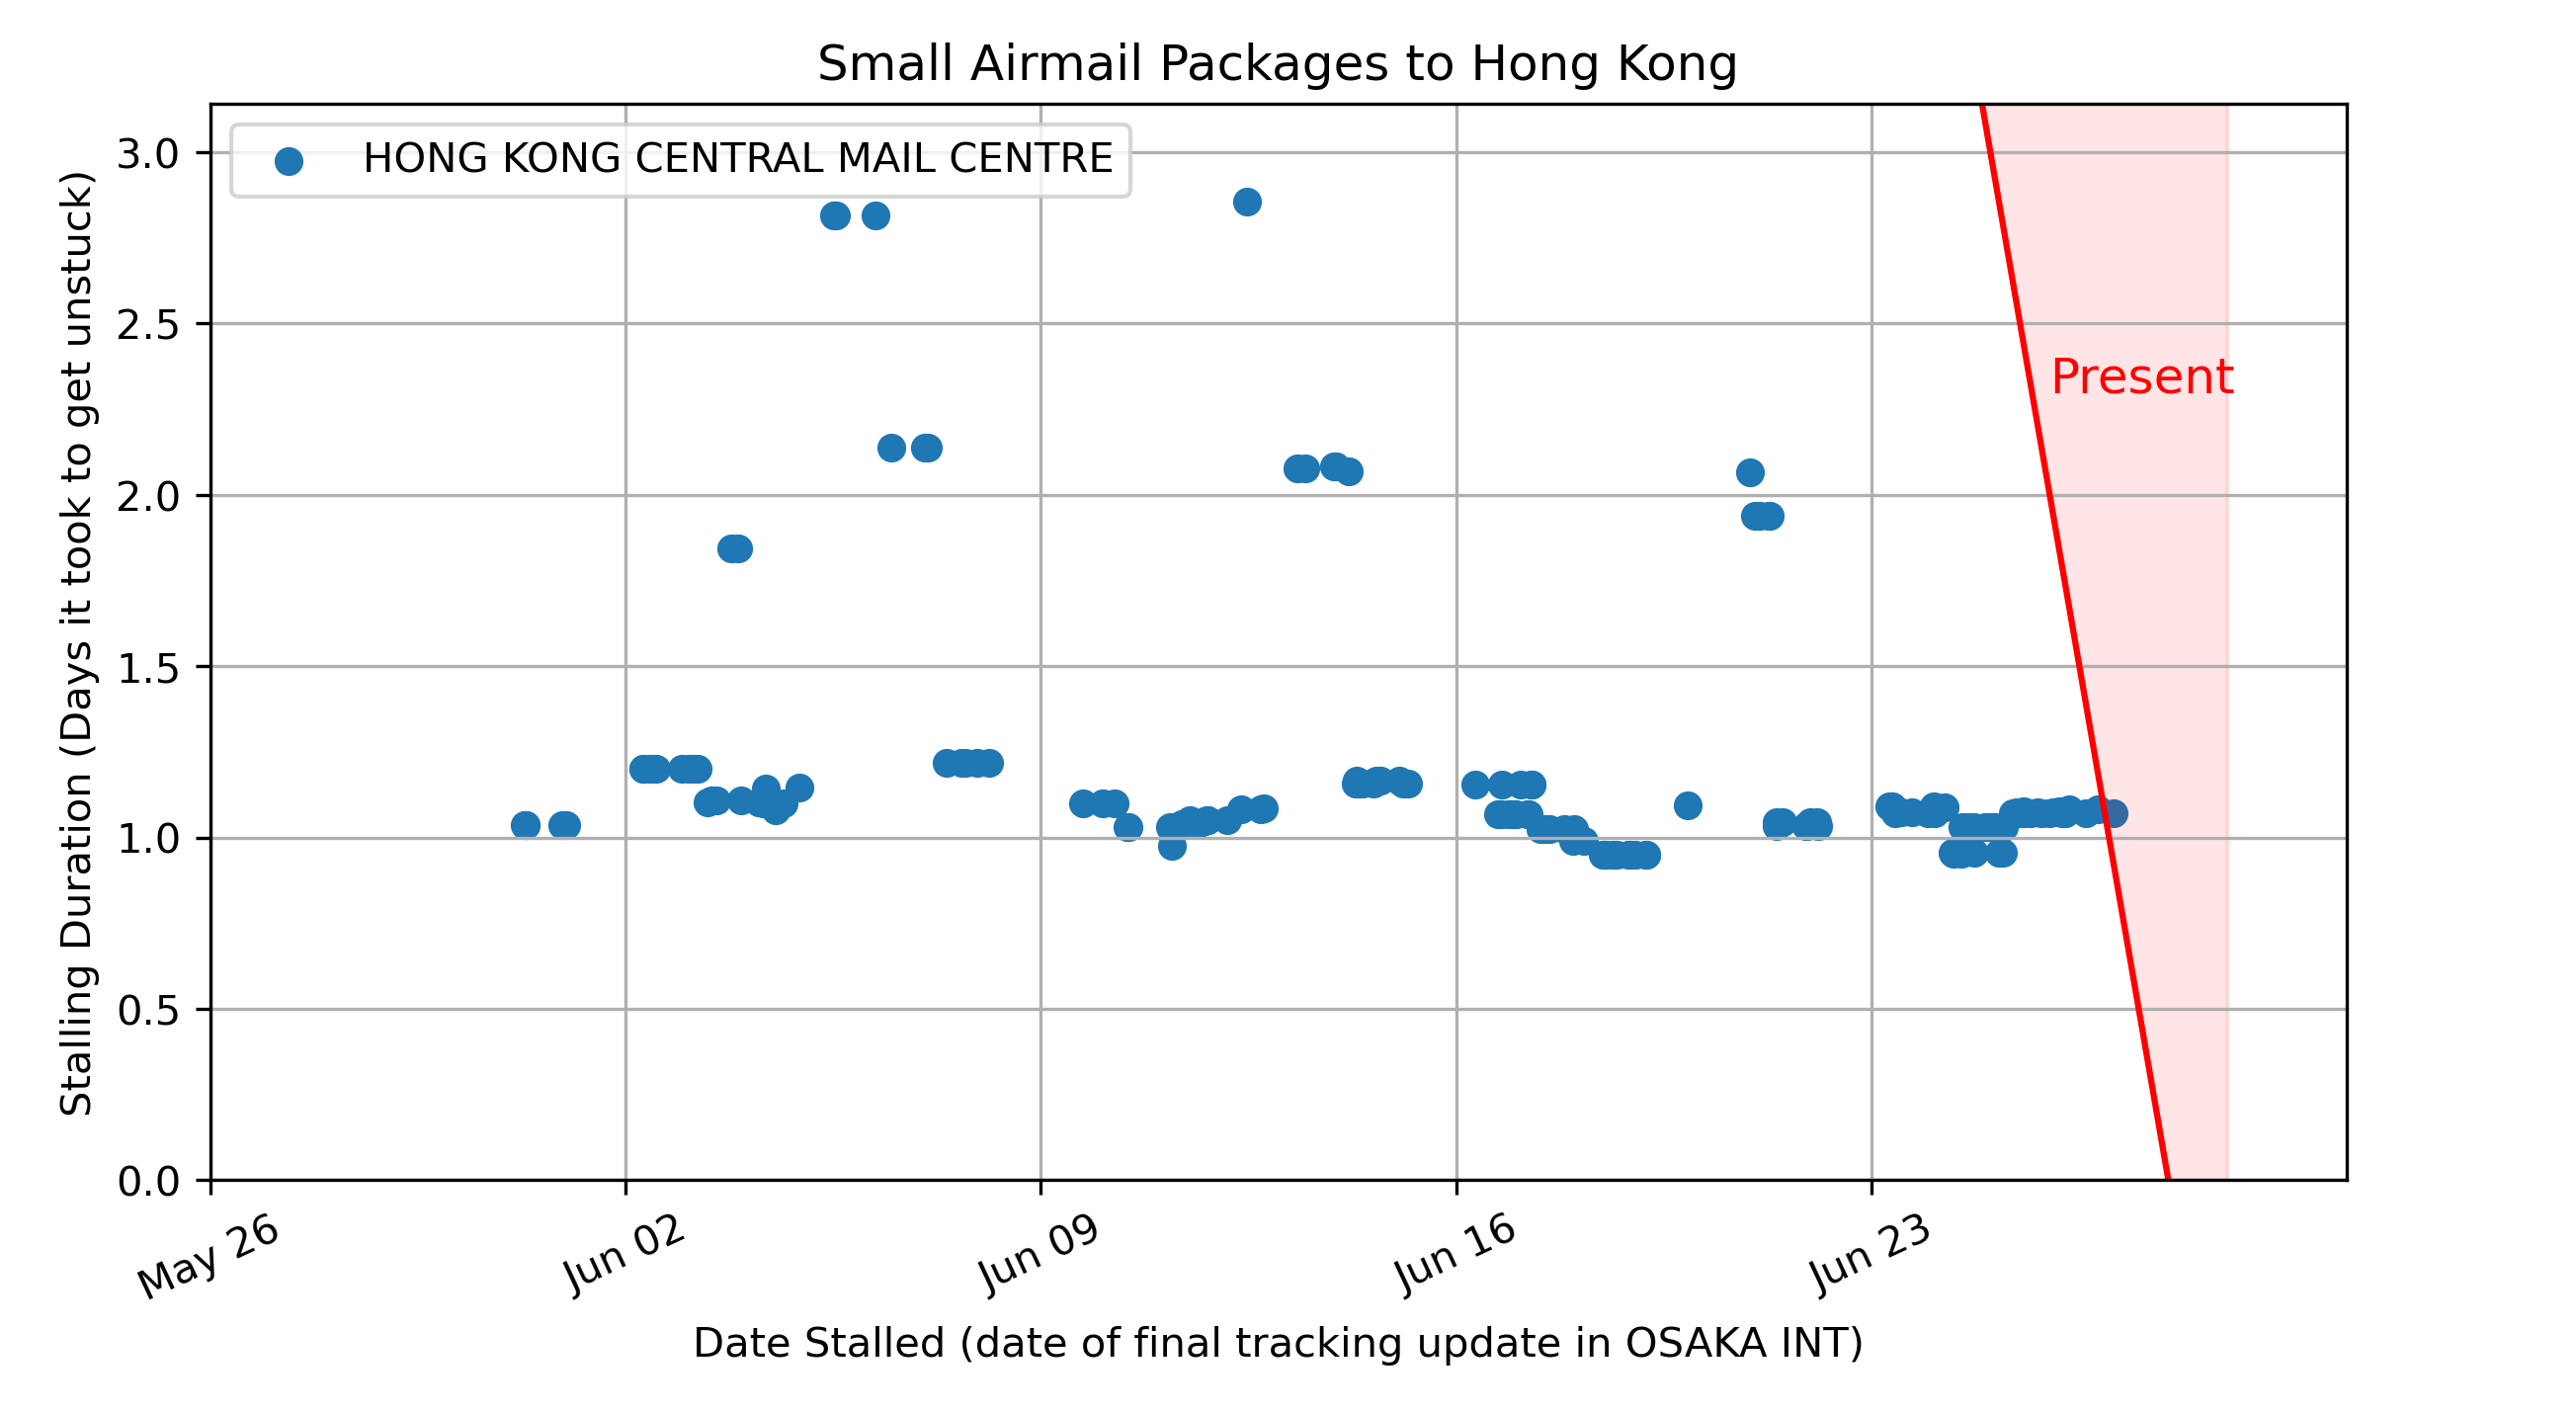 Small Airmail Packages to Hong Kong
HONG KONG CENTRAL MAIL CENTRE
Present
Stalling Duration (Days it took to get unstuck)
3.0
2.5
2.0
1.5
1.0
0.5
0.0
May 26
Jun 02
Jun 09
Jun 16
Jun 23
Date Stalled (date of final tracking update in OSAKA INT)